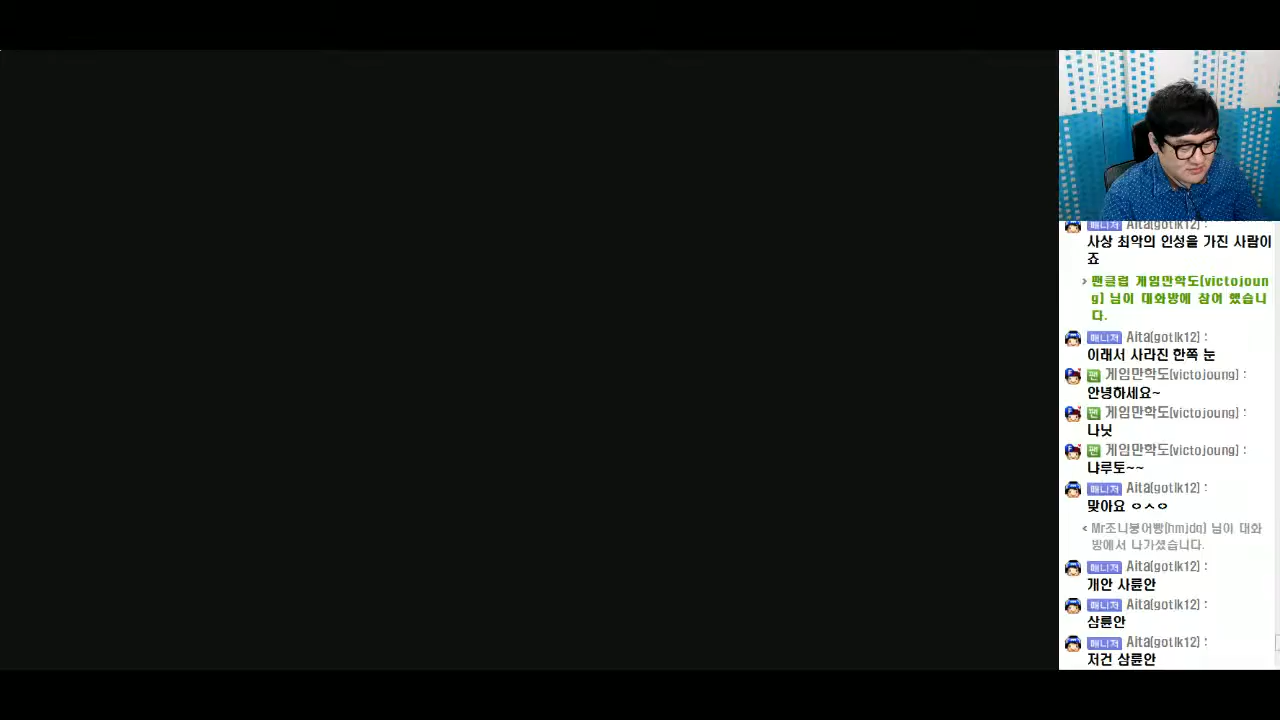 매니저 Aita(gotlk12) :
사상 최악의 인성을 가진 사람이
죠
> 팬클럽 게임만학도(victojoun
g) 님이 대화방에 참여 했습니
다.
매니저 Aita(gotlk12) :
이래서 사라진 한쪽 눈
팬 게임만학도(victojoung) :
안녕하세요~
팬 게임만학도(victojoung) :
나닛
팬 게임만학도(victojoung) :
냐루토~~
매니저 Aita(gotlk12) :
맞아요 ㅇㅅㅇ
< Mr조니붕어빵(hmjdq) 님이 대화
방에서 나가셨습니다.
매니저 Aita(gotlk12) :
개안 사륜안
매니저 Aita(gotlk12) :
삼륜안
매니저 Aita(gotlk12) :
저건 삼륜안